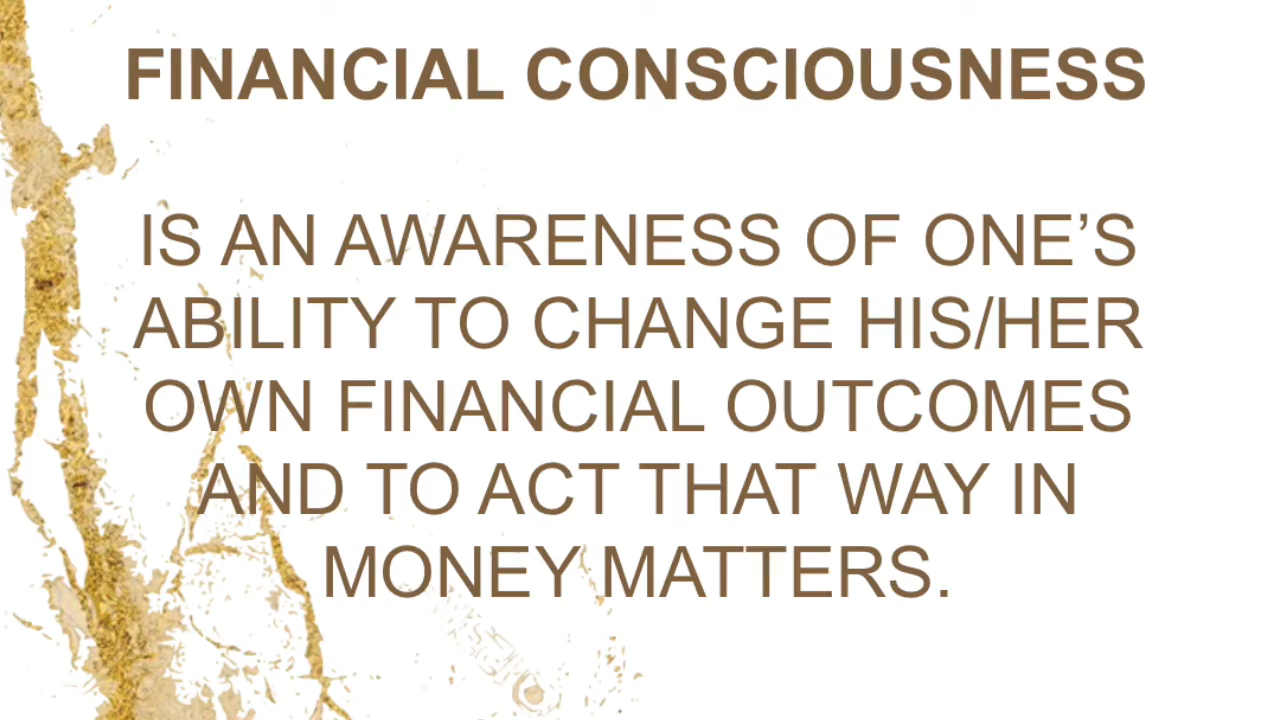 FINANCIAL CONSCIOUSNESS
IS AN AWARENESS OF ONE’S
ABILITY TO CHANGE HIS/HER
OWN FINANCIAL OUTCOMES
AND TO ACT THAT WAY IN
MONEY MATTERS.